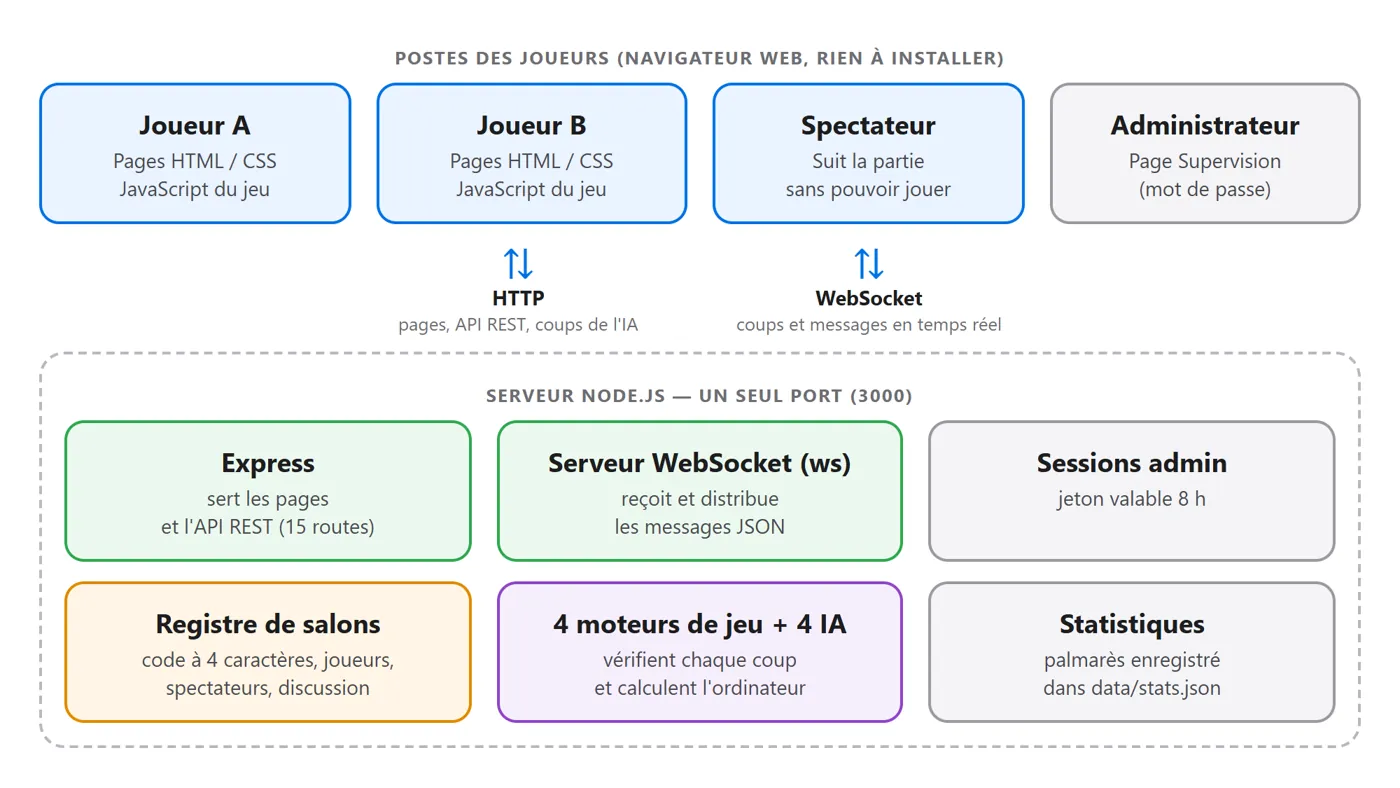 POSTES DES JOUEURS (NAVIGATEUR WEB, RIEN À INSTALLER)
Joueur A
Pages HTML / CSS
JavaScript du jeu
Joueur B
Pages HTML / CSS
JavaScript du jeu
Spectateur
Suit la partie
sans pouvoir jouer
Administrateur
Page Supervision
(mot de passe)
HTTP
pages, API REST, coups de l'IA
WebSocket
coups et messages en temps réel
SERVEUR NODE.JS — UN SEUL PORT (3000)
Express
sert les pages
et l'API REST (15 routes)
Serveur WebSocket (ws)
reçoit et distribue
les messages JSON
Sessions admin
jeton valable 8 h
Registre de salons
code à 4 caractères, joueurs,
spectateurs, discussion
4 moteurs de jeu + 4 IA
vérifient chaque coup
et calculent l'ordinateur
Statistiques
palmarès enregistré
dans data/stats.json